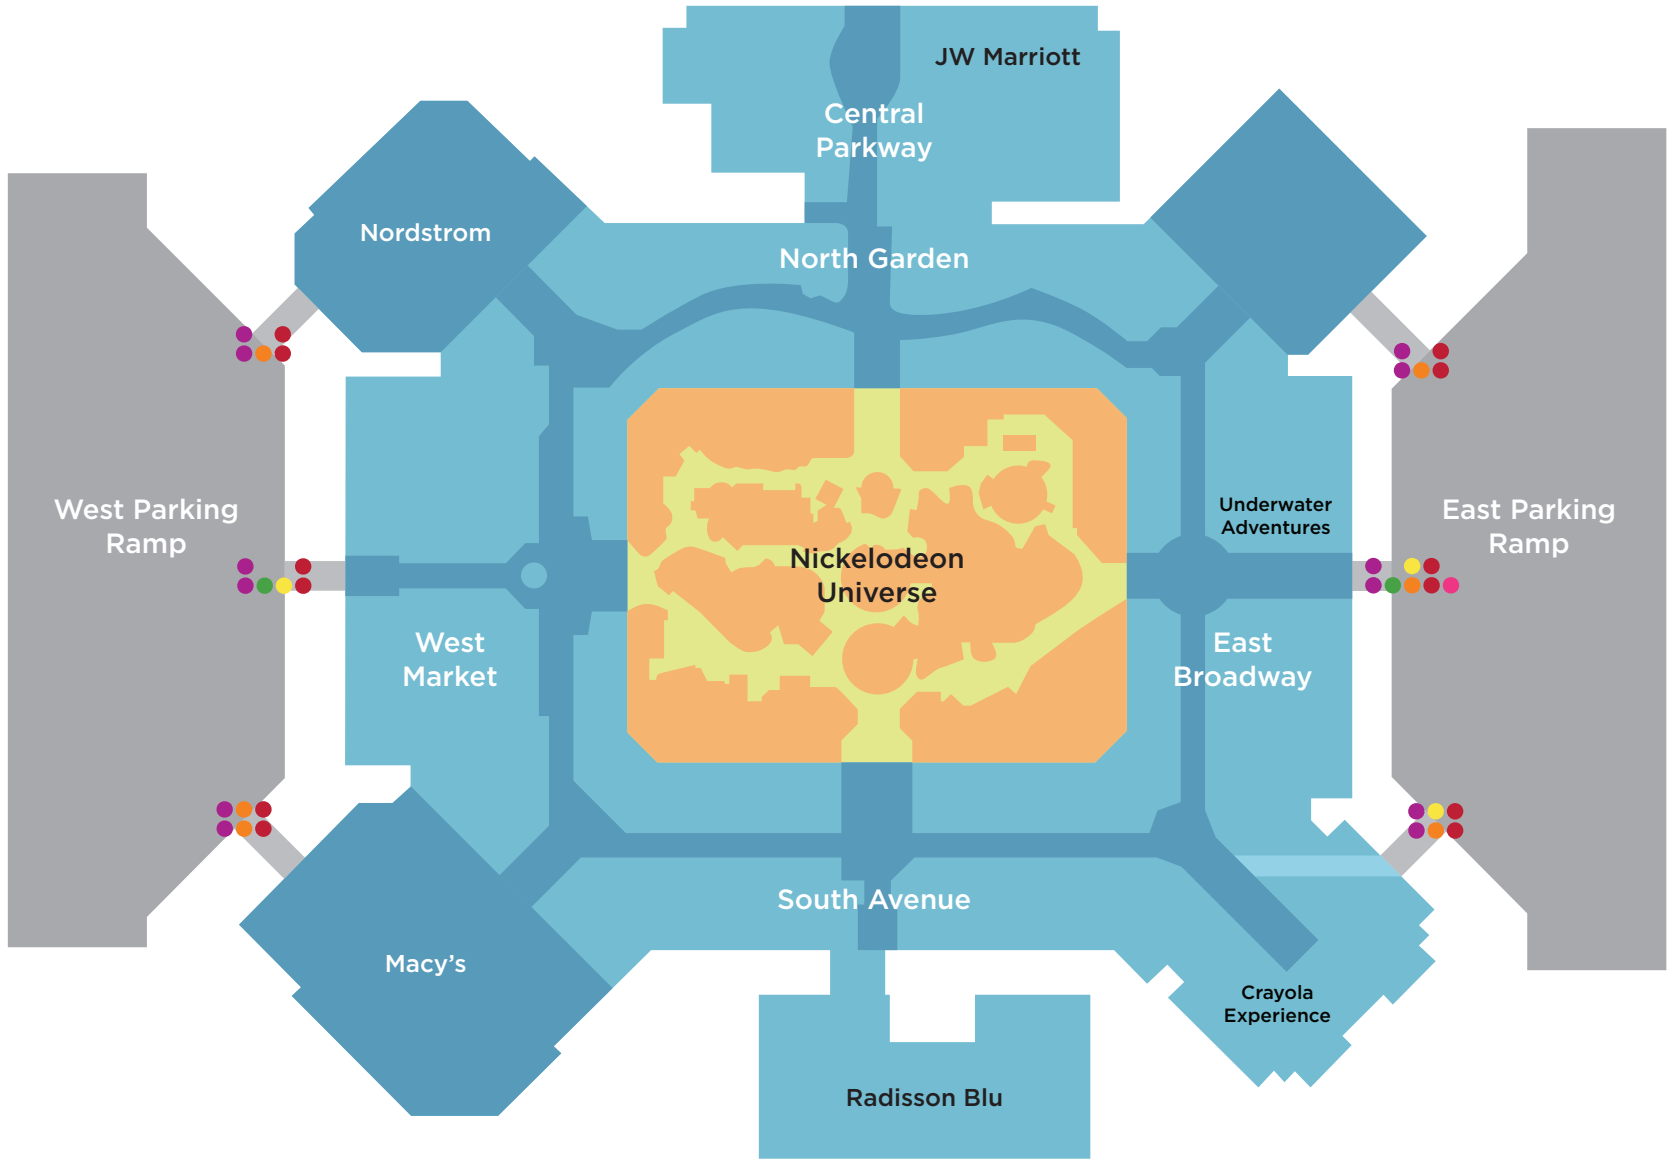 JW Marriott
Central
Parkway
Nordstrom
North Garden
West Parking
Ramp
Nickelodeon
Universe
Underwater
Adventures
East Parking
Ramp
West
Market
East
Broadway
South Avenue
Macy’s
Crayola
Experience
Radisson Blu